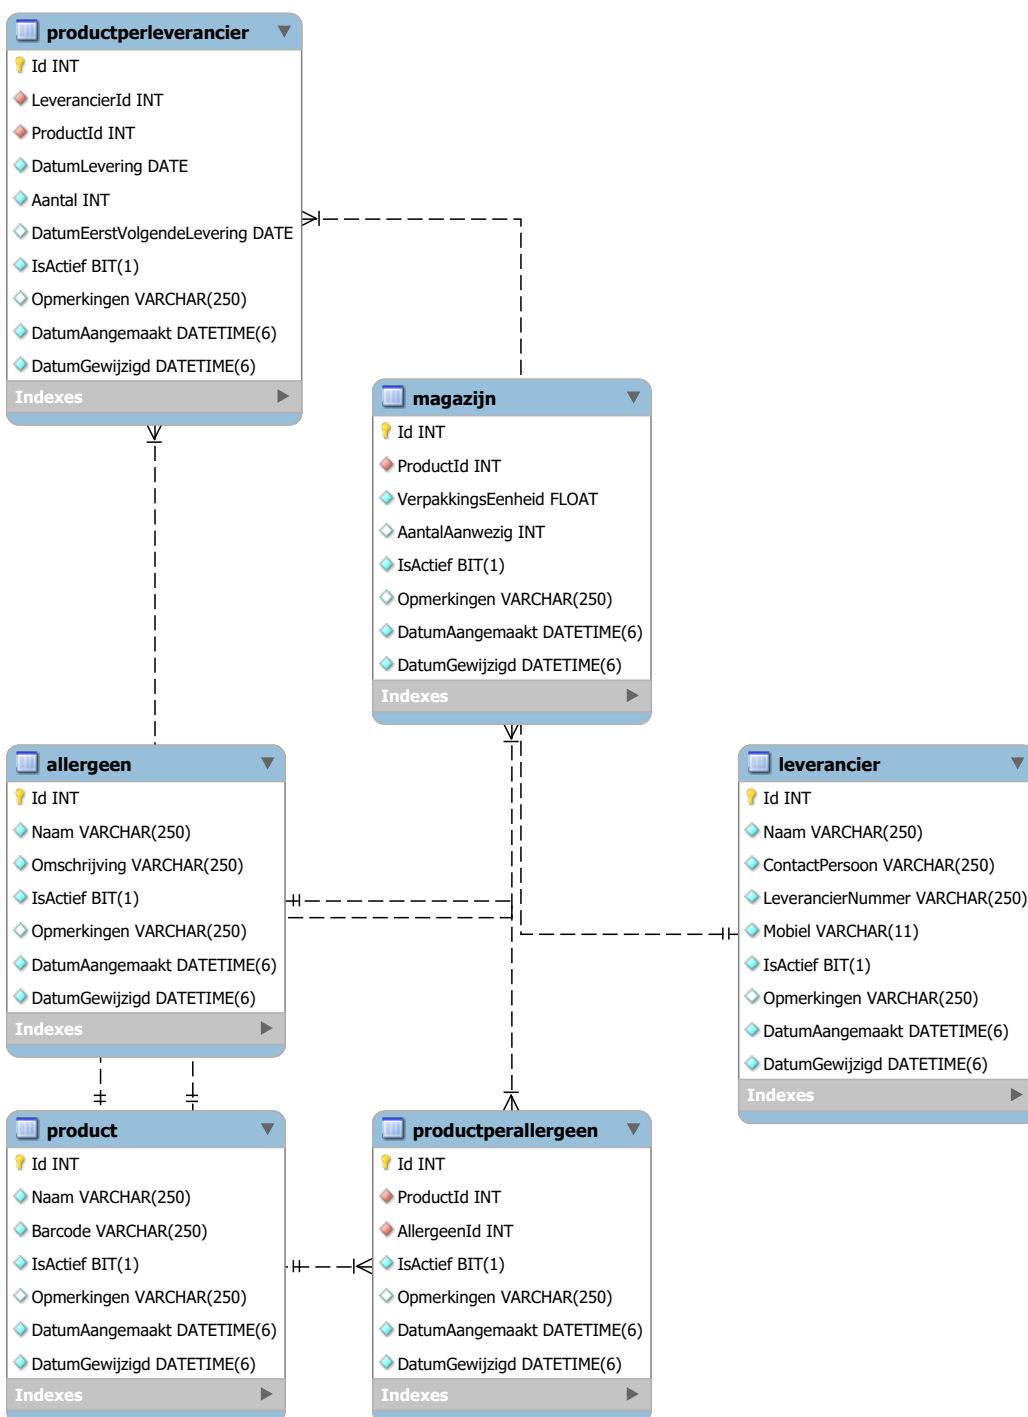 productperleverancier
Id INT
LeverancierId INT
ProductId INT
DatumLevering DATE
Aantal INT
DatumEerstVolgendeLevering DATE
IsActief BIT(1)
Opmerkingen VARCHAR(250)
DatumAangemaakt DATETIME(6)
DatumGewijzigd DATETIME(6)
Indexes
magazijn
Id INT
ProductId INT
VerpakkingsEenheid FLOAT
AantalAanwezig INT
IsActief BIT(1)
Opmerkingen VARCHAR(250)
DatumAangemaakt DATETIME(6)
DatumGewijzigd DATETIME(6)
Indexes
allergeen
Id INT
Naam VARCHAR(250)
Omschrijving VARCHAR(250)
IsActief BIT(1)
Opmerkingen VARCHAR(250)
DatumAangemaakt DATETIME(6)
DatumGewijzigd DATETIME(6)
Indexes
leverancier
Id INT
Naam VARCHAR(250)
ContactPersoon VARCHAR(250)
LeverancierNummer VARCHAR(250)
Mobiel VARCHAR(11)
IsActief BIT(1)
Opmerkingen VARCHAR(250)
DatumAangemaakt DATETIME(6)
DatumGewijzigd DATETIME(6)
Indexes
product
Id INT
Naam VARCHAR(250)
Barcode VARCHAR(250)
IsActief BIT(1)
Opmerkingen VARCHAR(250)
DatumAangemaakt DATETIME(6)
DatumGewijzigd DATETIME(6)
Indexes
productperallergeen
Id INT
ProductId INT
AllergeenId INT
IsActief BIT(1)
Opmerkingen VARCHAR(250)
DatumAangemaakt DATETIME(6)
DatumGewijzigd DATETIME(6)
Indexes